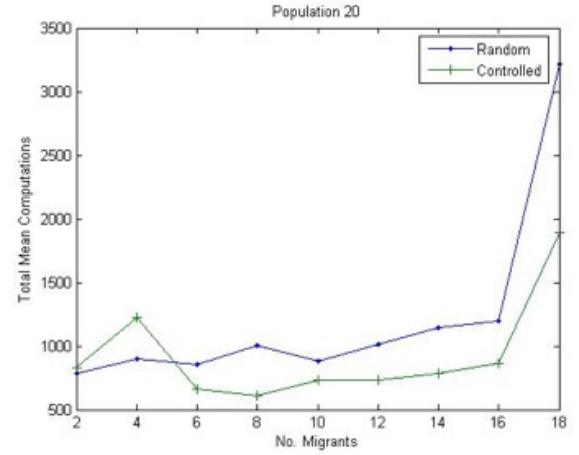 Population 20
3500
3000
2500
2000
1500
1000
500
Total Mean Computations
Random
Controlled
2 4 6 8 10 12 14 16 18
No. Migrants